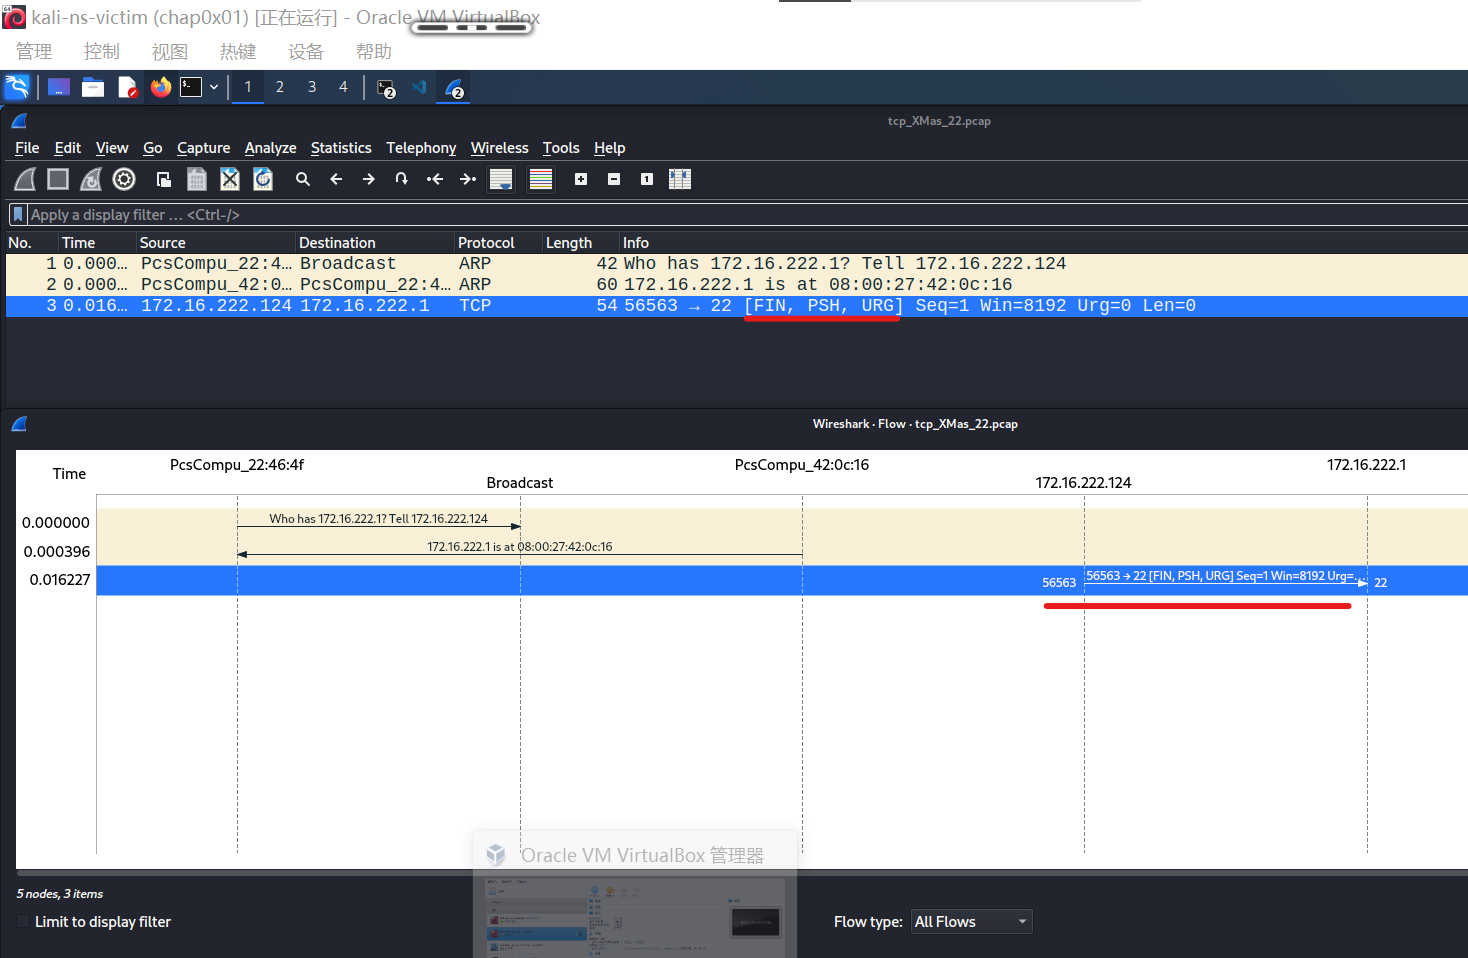 kali-ns-victim (chap0x01) [正在运行] - Oracle VM VirtualBox
管理 控制 视图 热键 设备 帮助
1 2 3 4 2 2
tcp_XMas_22.pcap
File Edit View Go Capture Analyze Statistics Telephony Wireless Tools Help
Apply a display filter … <Ctrl-/>
No. Time Source Destination Protocol Length Info
1 0.000… PcsCompu_22:4… Broadcast ARP 42 Who has 172.16.222.1? Tell 172.16.222.124
2 0.000… PcsCompu_42:0… PcsCompu_22:4… ARP 60 172.16.222.1 is at 08:00:27:42:0c:16
3 0.016… 172.16.222.124 172.16.222.1 TCP 54 56563 → 22 [FIN, PSH, URG] Seq=1 Win=8192 Urg=0 Len=0
Wireshark · Flow · tcp_XMas_22.pcap
PcsCompu_22:46:4f PcsCompu_42:0c:16 172.16.222.1
Time
Broadcast 172.16.222.124
0.000000 Who has 172.16.222.1? Tell 172.16.222.124
0.000396 172.16.222.1 is at 08:00:27:42:0c:16
0.016227 56563 56563 → 22 [FIN, PSH, URG] Seq=1 Win=8192 Urg=… 22
Oracle VM VirtualBox 管理器
5 nodes, 3 items
Limit to display filter
Flow type: All Flows